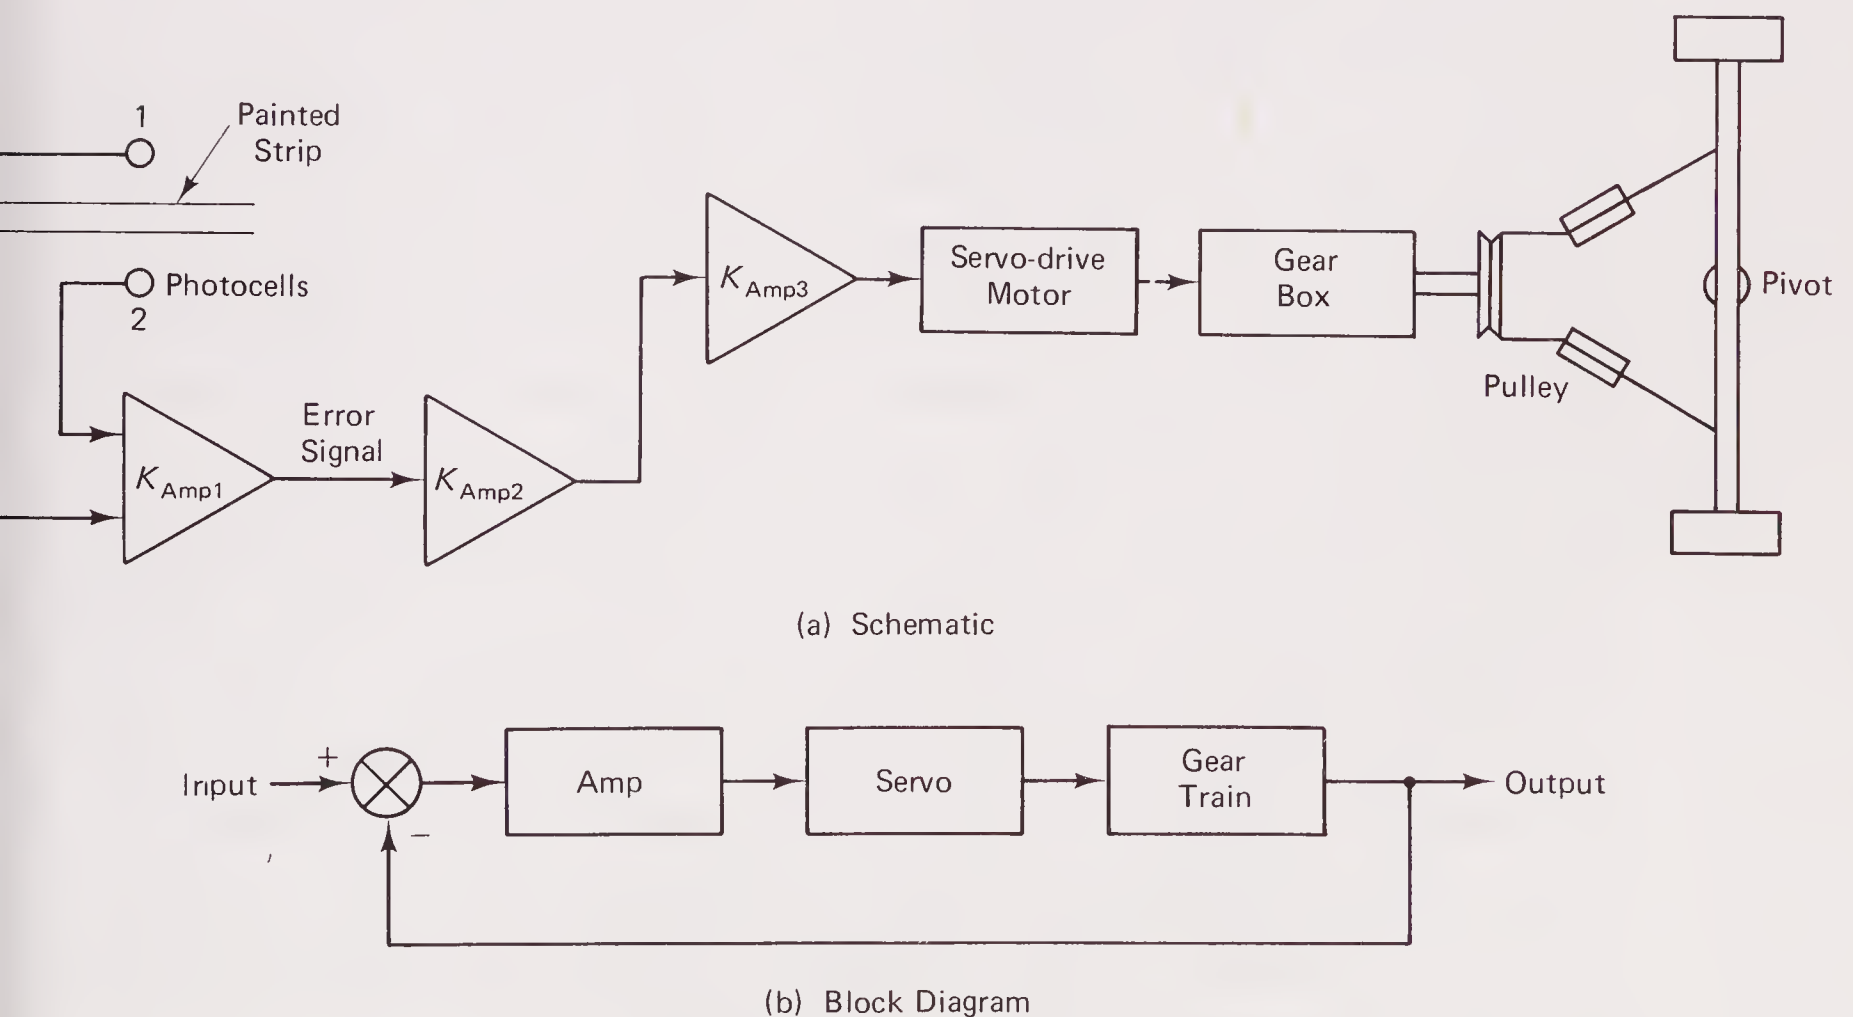 1
Painted
Strip
Photocells
2
Error
Signal
K Amp1
K Amp2
K Amp3
Servo-drive
Motor
Gear
Box
Pulley
Pivot
(a) Schematic
Input
+
−
Amp
Servo
Gear
Train
Output
(b) Block Diagram